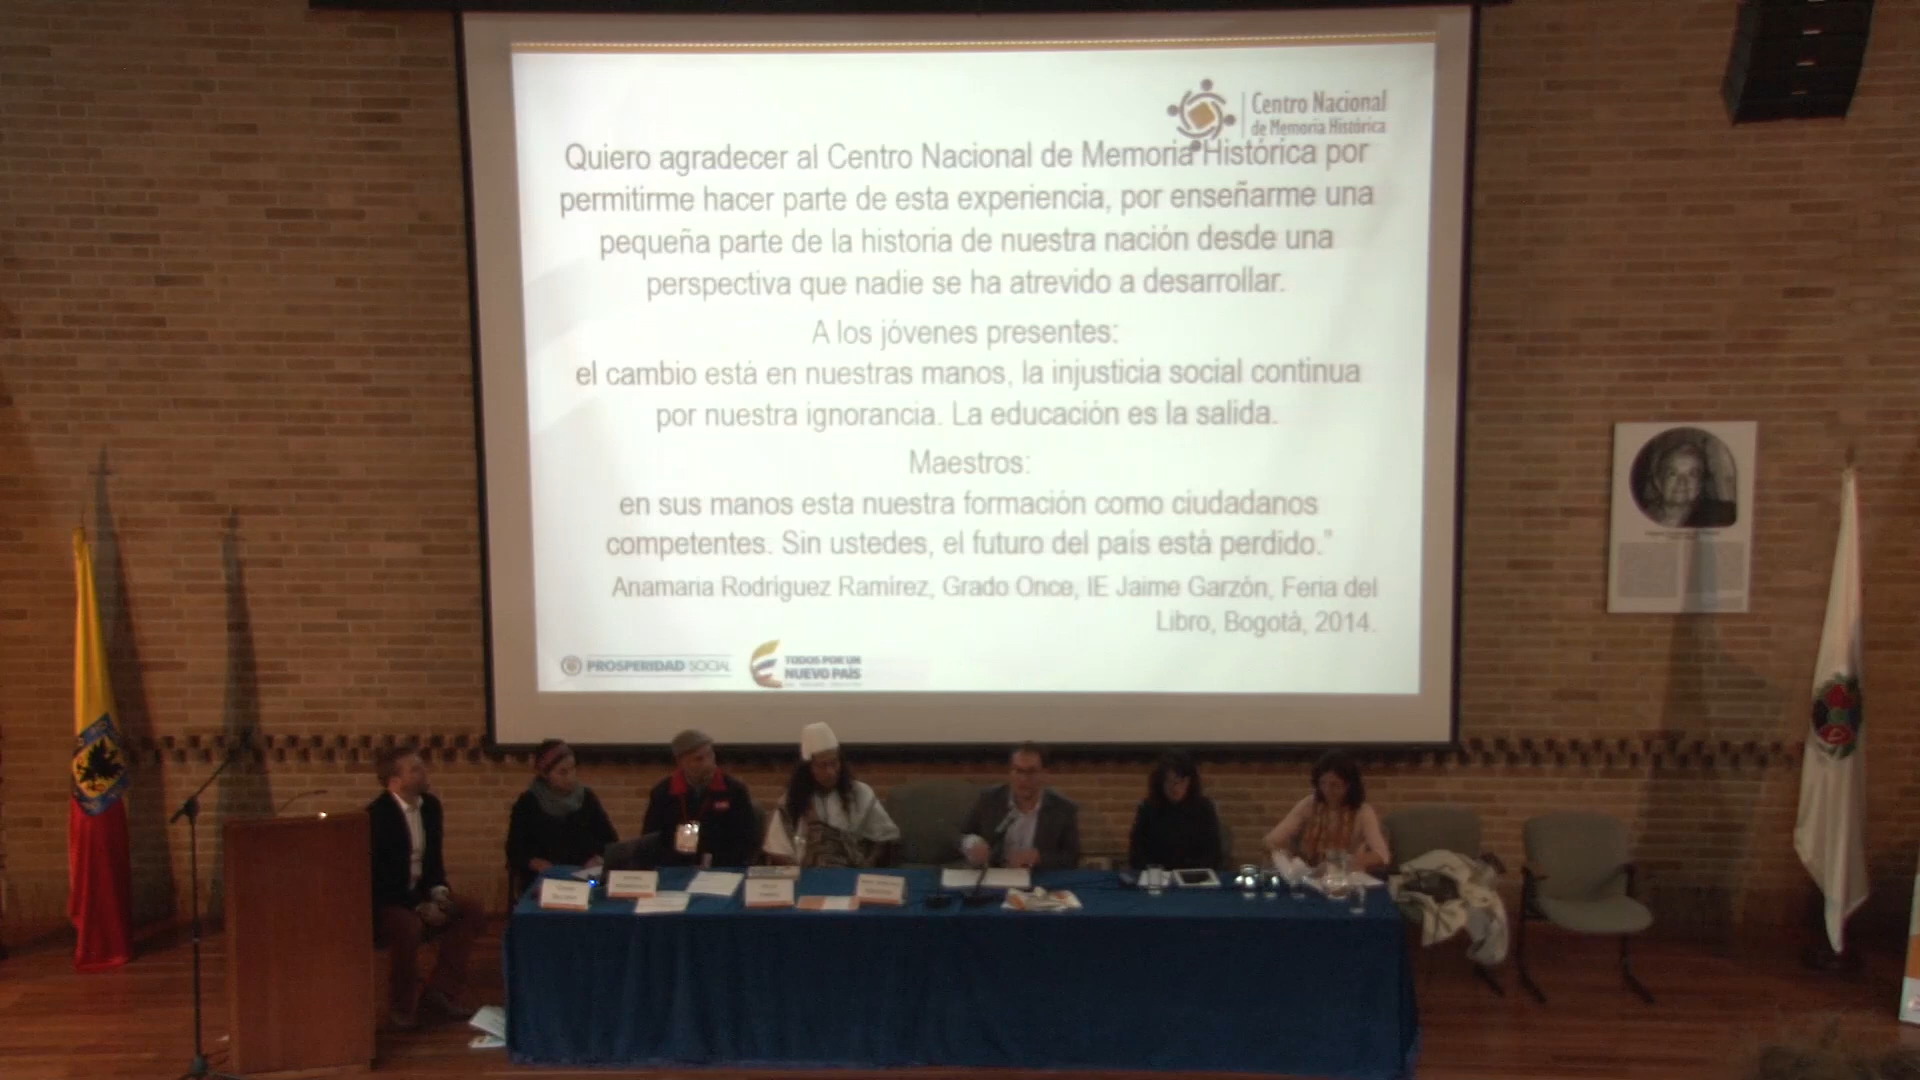 Centro Nacional
de Memoria Histórica
Quiero agradecer al Centro Nacional de Memoria Histórica por
permitirme hacer parte de esta experiencia, por enseñarme una
pequeña parte de la historia de nuestra nación desde una
perspectiva que nadie se ha atrevido a desarrollar.
A los jóvenes presentes:
el cambio está en nuestras manos, la injusticia social continua
por nuestra ignorancia. La educación es la salida.
Maestros:
en sus manos esta nuestra formación como ciudadanos
competentes. Sin ustedes, el futuro del país está perdido."
Anamaria Rodríguez Ramírez, Grado Once, IE Jaime Garzón, Feria del
Libro, Bogotá, 2014.
PROSPERIDAD SOCIAL
TODOS POR UN
NUEVO PAÍS